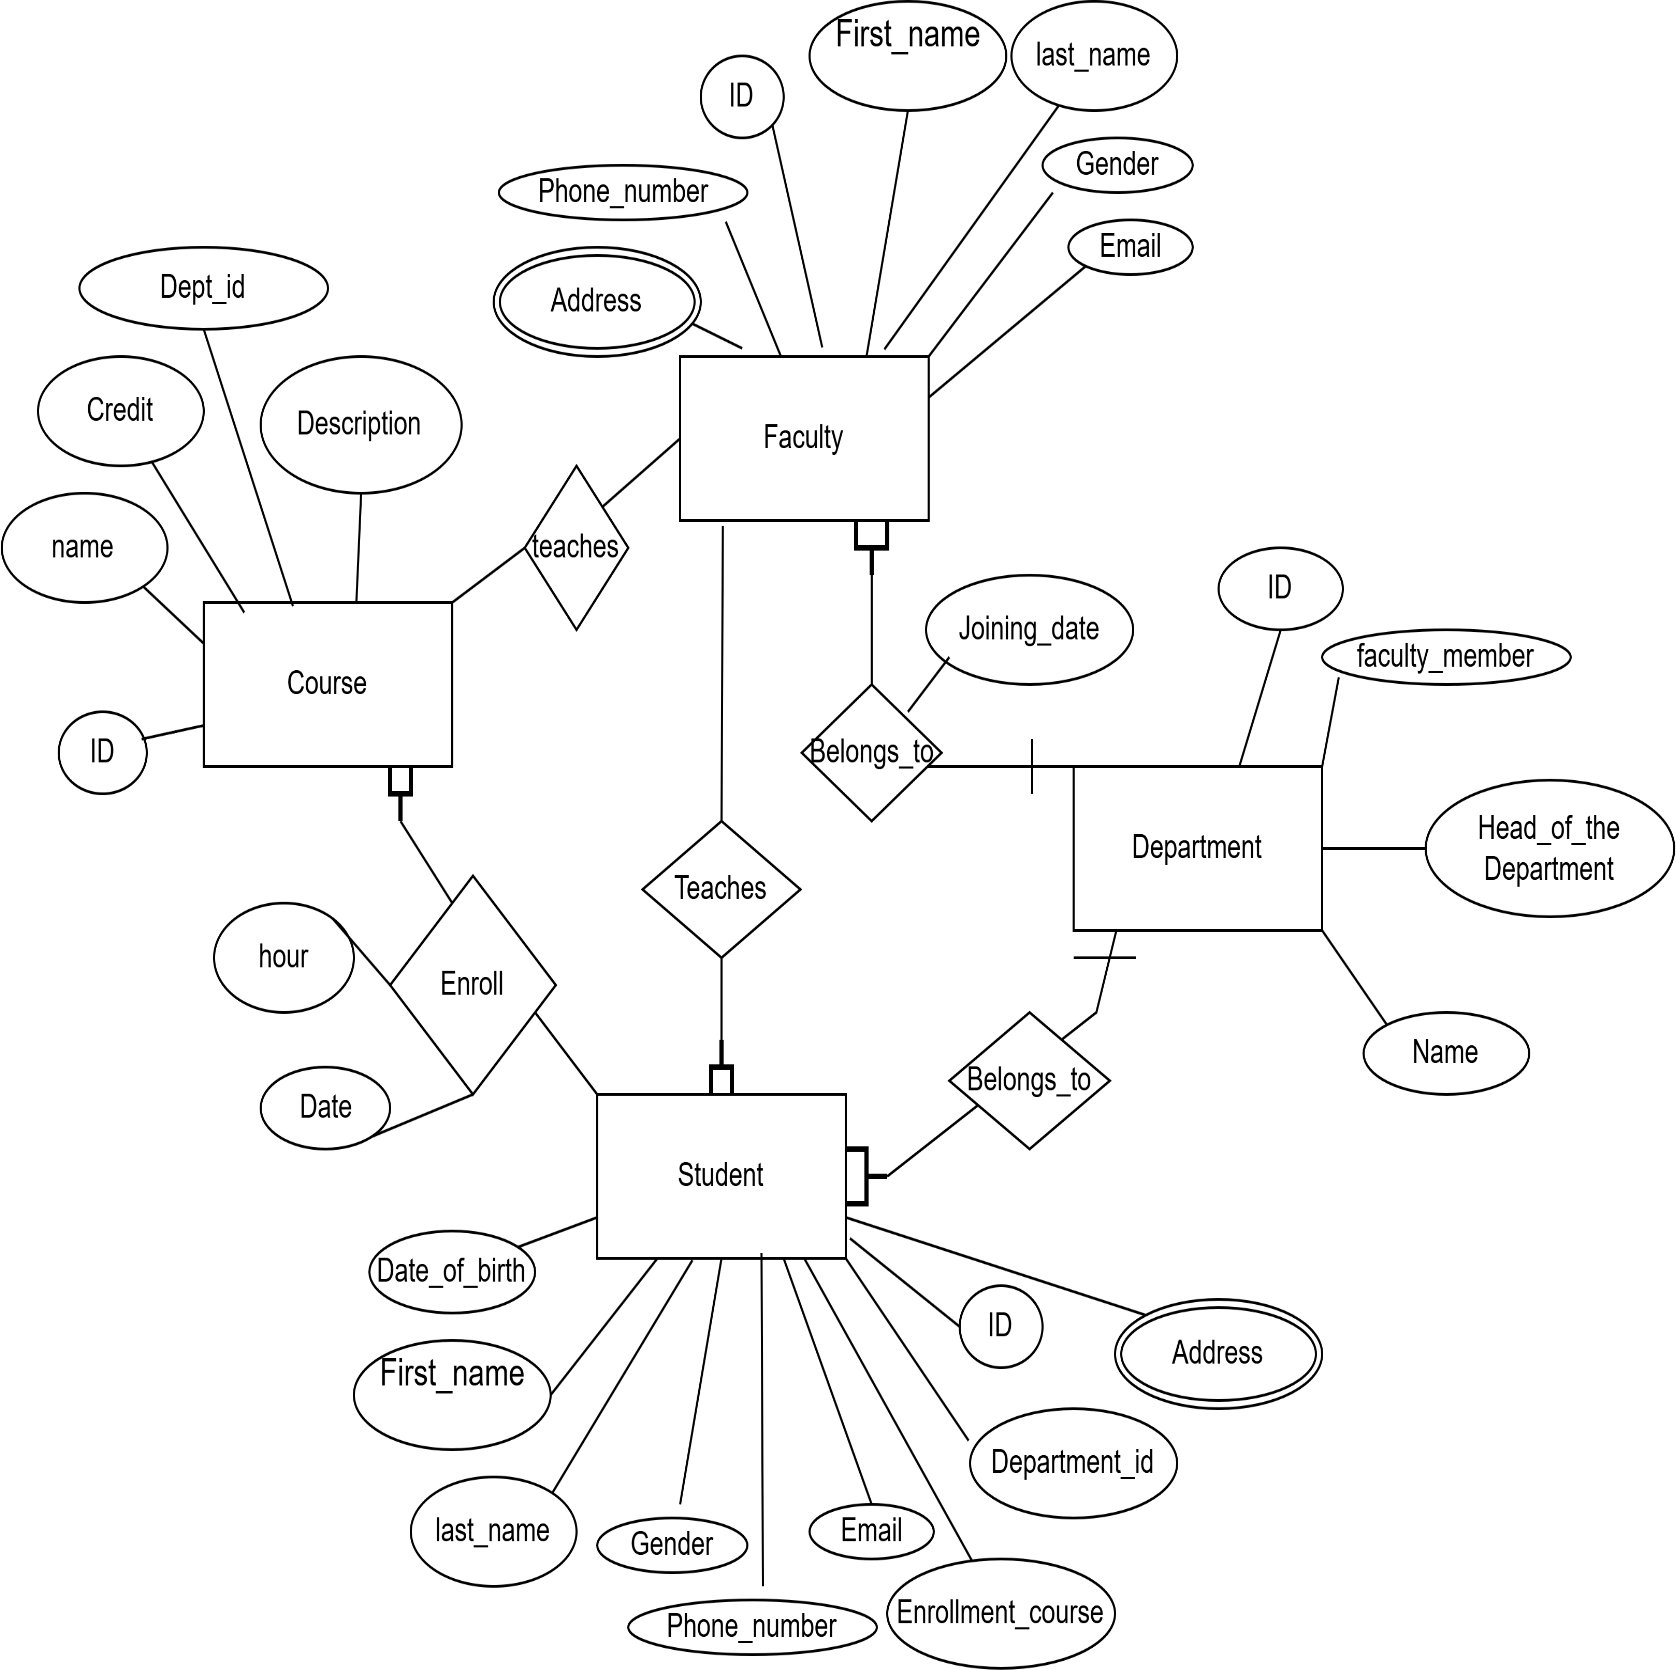 First_name
last_name
ID
Gender
Phone_number
Email
Dept_id
Address
Credit
Description
Faculty
name
teaches
ID
Joining_date
faculty_member
Course
ID
Belongs_to
Head_of_the
Department
Department
Teaches
hour
Enroll
Name
Belongs_to
Date
Student
Date_of_birth
ID
Address
First_name
Department_id
last_name
Gender
Email
Enrollment_course
Phone_number